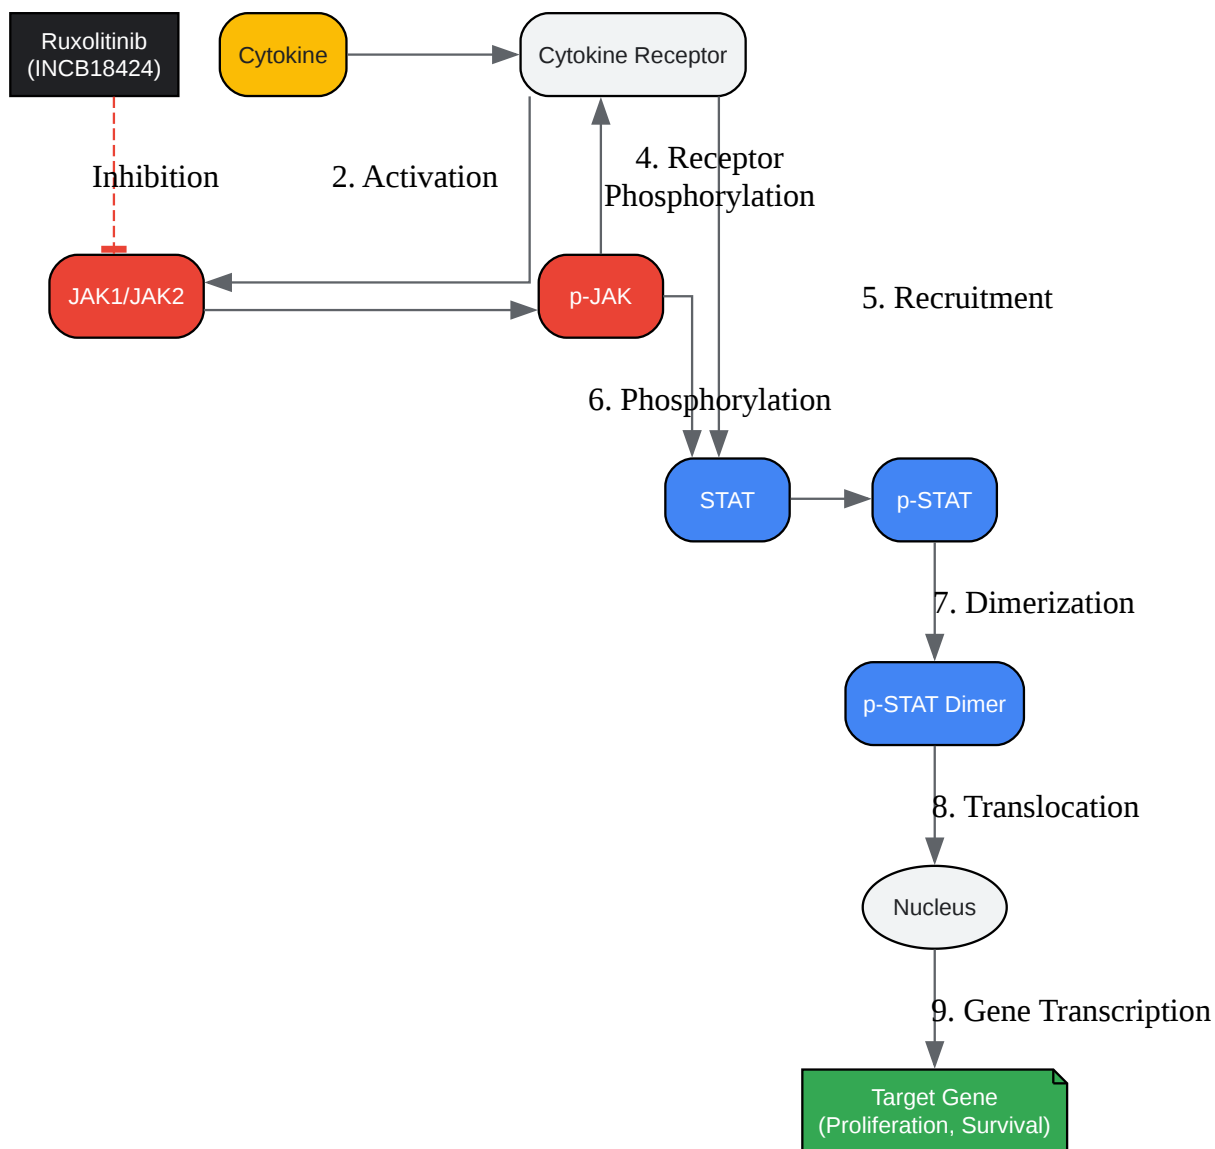 Ruxolitinib
(INCB18424)
Cytokine
Cytokine Receptor
Inhibition
2. Activation
4. Receptor
Phosphorylation
JAK1/JAK2
p-JAK
5. Recruitment
6. Phosphorylation
STAT
p-STAT
7. Dimerization
p-STAT Dimer
8. Translocation
Nucleus
9. Gene Transcription
Target Gene
(Proliferation, Survival)